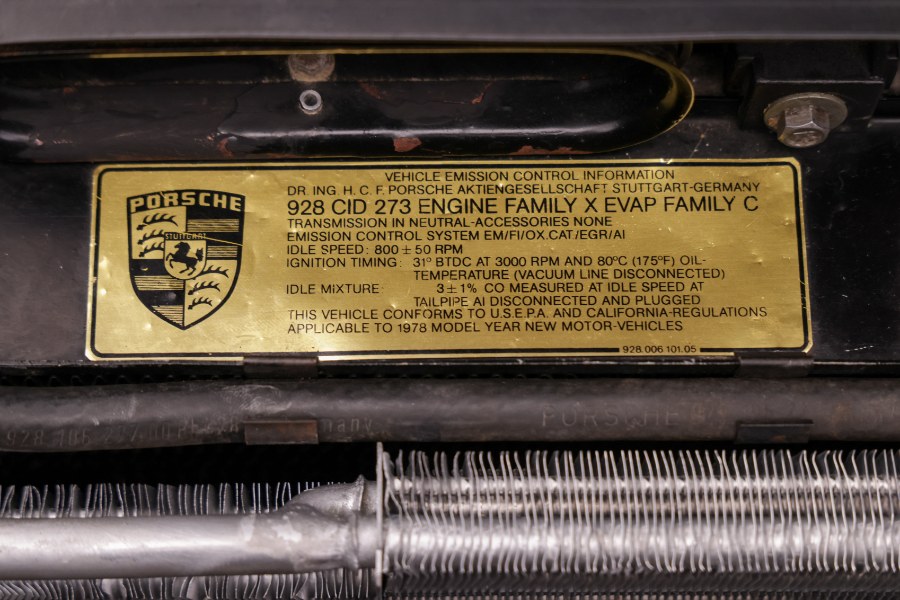 PORSCHE
STUTTGART
VEHICLE EMISSION CONTROL INFORMATION
DR. ING. H. C. F. PORSCHE AKTIENGESELLSCHAFT STUTTGART-GERMANY
928 CID 273 ENGINE FAMILY X EVAP FAMILY C
TRANSMISSION IN NEUTRAL-ACCESSORIES NONE
EMISSION CONTROL SYSTEM EM/FI/OX.CAT/EGR/AI
IDLE SPEED: 800 ± 50 RPM
IGNITION TIMING: 31° BTDC AT 3000 RPM AND 80°C (175°F) OIL-
TEMPERATURE (VACUUM LINE DISCONNECTED)
IDLE MIXTURE: 3 ± 1% CO MEASURED AT IDLE SPEED AT
TAILPIPE AI DISCONNECTED AND PLUGGED
THIS VEHICLE CONFORMS TO U.S.E.P.A. AND CALIFORNIA-REGULATIONS
APPLICABLE TO 1978 MODEL YEAR NEW MOTOR-VEHICLES
928.006.101.05
PORSCHE